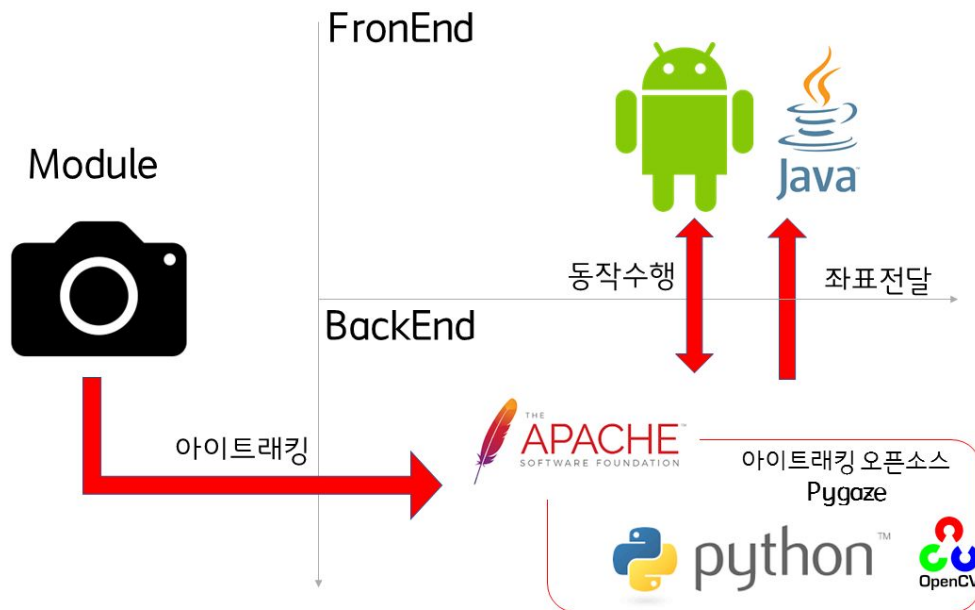 FronEnd
Module
Java
동작수행
좌표전달
BackEnd
아이트래킹
THE
APACHE
SOFTWARE FOUNDATION
아이트래킹 오픈소스
Pygaze
python™
OpenCV